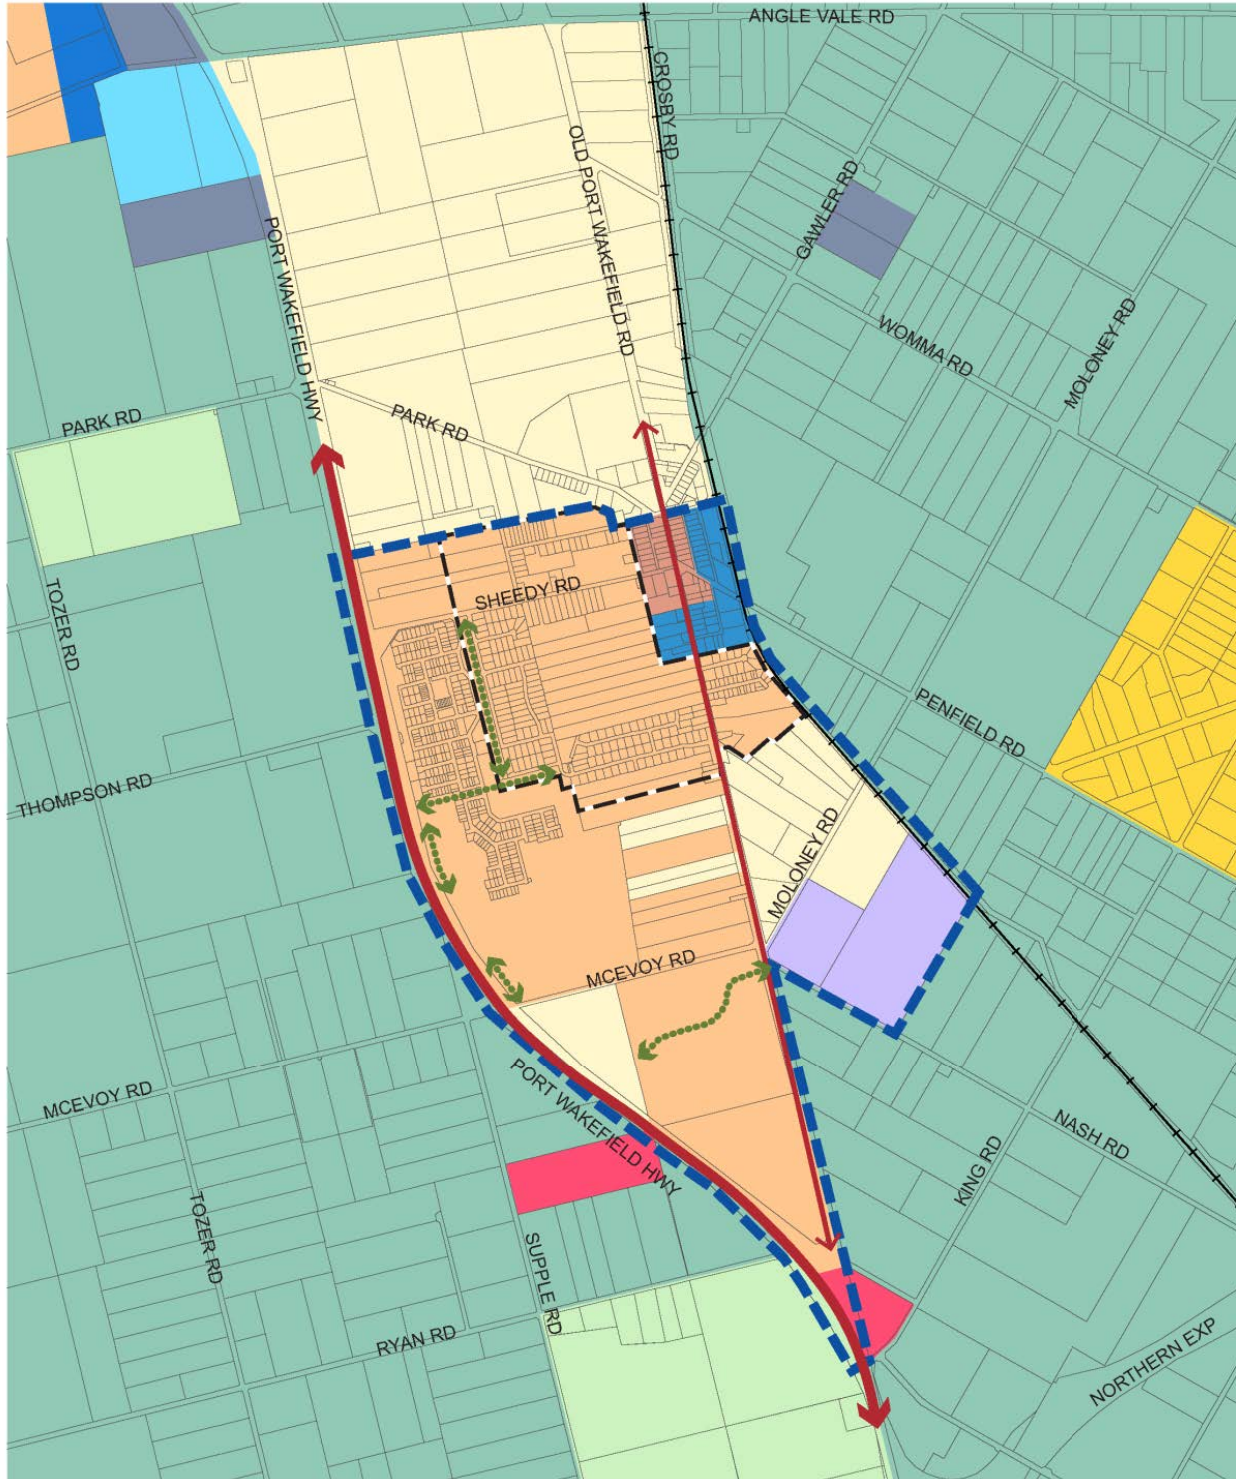 ANGLE VALE RD
CROSBY RD
OLD PORT WAKEFIELD RD
GAWLER RD
PORT WAKEFIELD HWY
WOMMA RD
MOLONEY RD
PARK RD
PARK RD
SHEEDY RD
TOZER RD
PENFIELD RD
THOMPSON RD
MOLONEY RD
MCEVOY RD
MCEVOY RD
PORT WAKEFIELD HWY
NASH RD
KING RD
TOZER RD
SUPPLE RD
RYAN RD
NORTHERN EXP